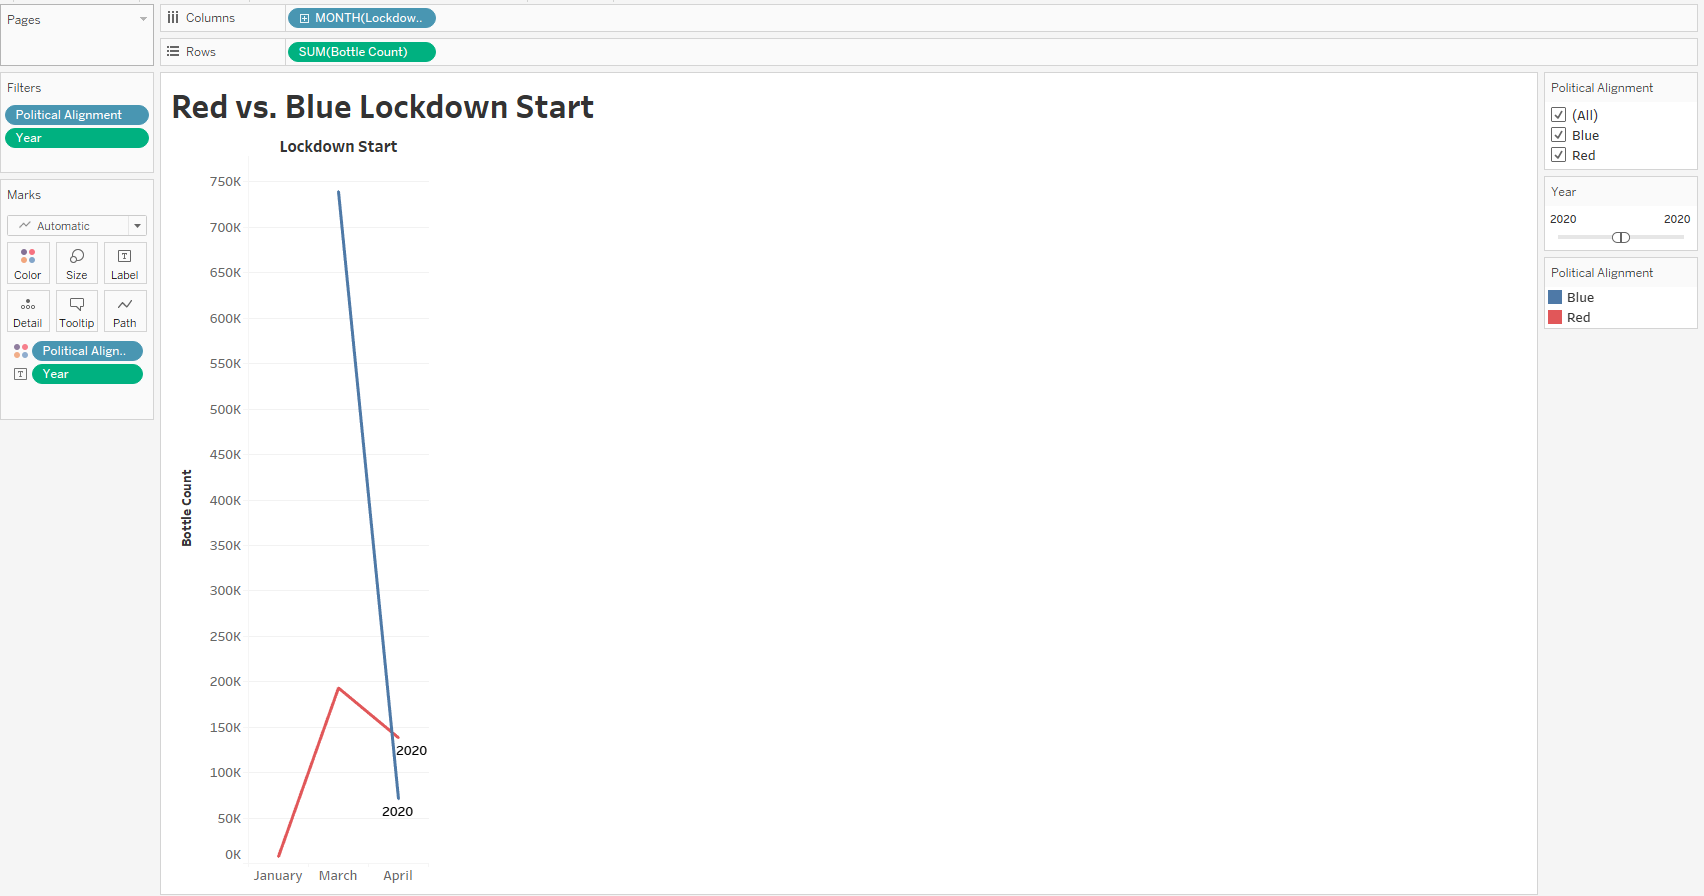 Pages
Columns
MONTH(Lockdow..
Rows
SUM(Bottle Count)
Filters
Political Alignment
Year
Marks
Automatic
Color
Size
Label
Detail
Tooltip
Path
Political Align..
Year
Red vs. Blue Lockdown Start
Lockdown Start
750K
700K
650K
600K
550K
500K
450K
400K
350K
300K
250K
200K
150K
100K
50K
0K
Bottle Count
2020
2020
January March April
Political Alignment
(All)
Blue
Red
Year
2020 2020
Political Alignment
Blue
Red